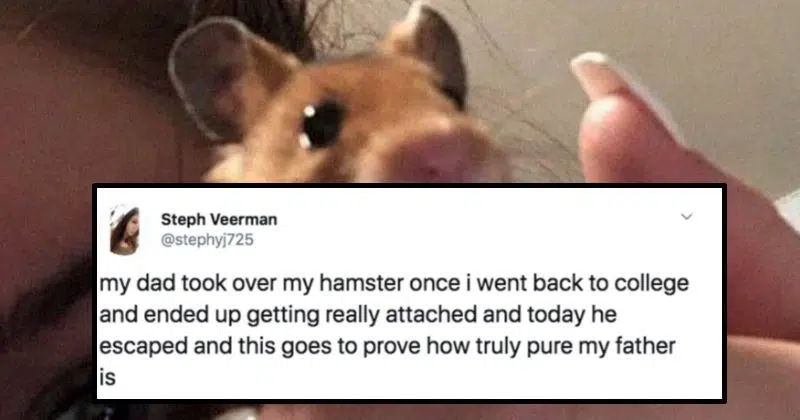 Steph Veerman
@stephyj725
my dad took over my hamster once i went back to college
and ended up getting really attached and today he
escaped and this goes to prove how truly pure my father
is